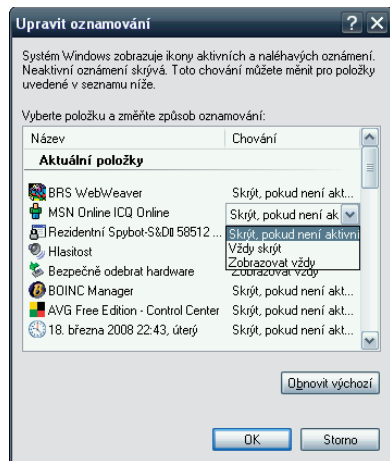 Upravit oznamování
Systém Windows zobrazuje ikony aktivních a naléhavých oznámení.
Neaktivní oznámení skrývá. Toto chování můžete měnit pro položky
uvedené v seznamu níže.
Vyberte položku a změňte způsob oznamování:
Název Chování
Aktuální položky
BRS WebWeaver Skrýt, pokud není akt...
MSN Online ICQ Online Skrýt, pokud není ak
Rezidentní Spybot-S&D 58512 ... Skrýt, pokud není aktivní
Hlasitost Vždy skrýt
Zobrazovat vždy
Bezpečně odebrat hardware Zobrazovat vždy
BOINC Manager Skrýt, pokud není akt...
AVG Free Edition - Control Center Skrýt, pokud není akt...
18. března 2008 22:43, úterý Skrýt, pokud není akt...
Obnovit výchozí
OK Storno